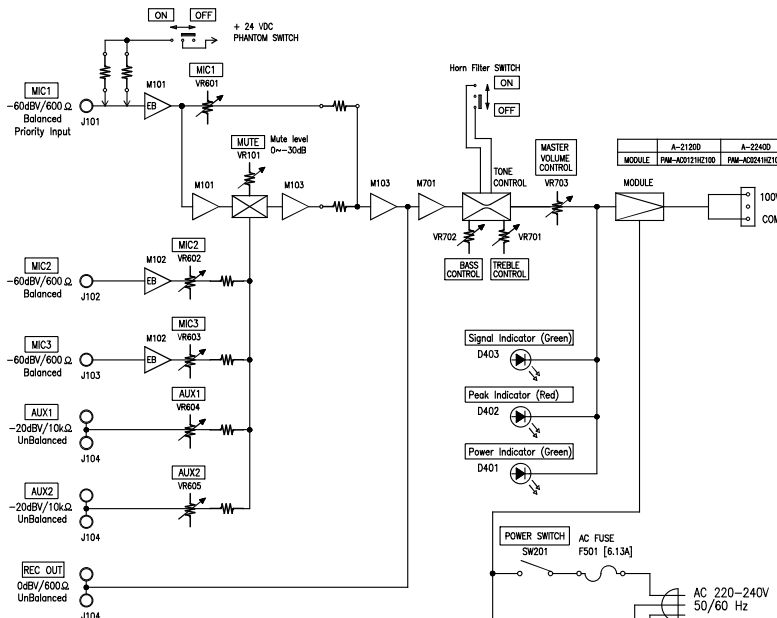 ON OFF
+ 24 VDC
PHANTOM SWITCH
MIC1
-60dBV/600Ω
Balanced
Priority Input
J101
M101
EB
MIC1
VR601
MUTE
VR101
Mute level
0~-30dB
M101
M103
M103
M701
Horn Filter SWITCH
ON
OFF
TONE
CONTROL
VR702
VR701
BASS
CONTROL
TREBLE
CONTROL
MASTER
VOLUME
CONTROL
VR703
A-2120D A-2240D
MODULE PAM-AC0121HZ10D
MODULE
COM
MIC2
-60dBV/600Ω
Balanced
J102
M102
EB
MIC2
VR602
MIC3
-60dBV/600Ω
Balanced
J103
M102
EB
MIC3
VR603
AUX1
-20dBV/10kΩ
UnBalanced
J104
AUX1
VR604
AUX2
-20dBV/10kΩ
UnBalanced
J104
AUX2
VR605
REC OUT
0dBV/600Ω
UnBalanced
J104
Signal Indicator (Green)
D403
Peak Indicator (Red)
D402
Power Indicator (Green)
D401
POWER SWITCH
SW201
AC FUSE
F501 [6.13A]
AC 220-240V
50/60 Hz